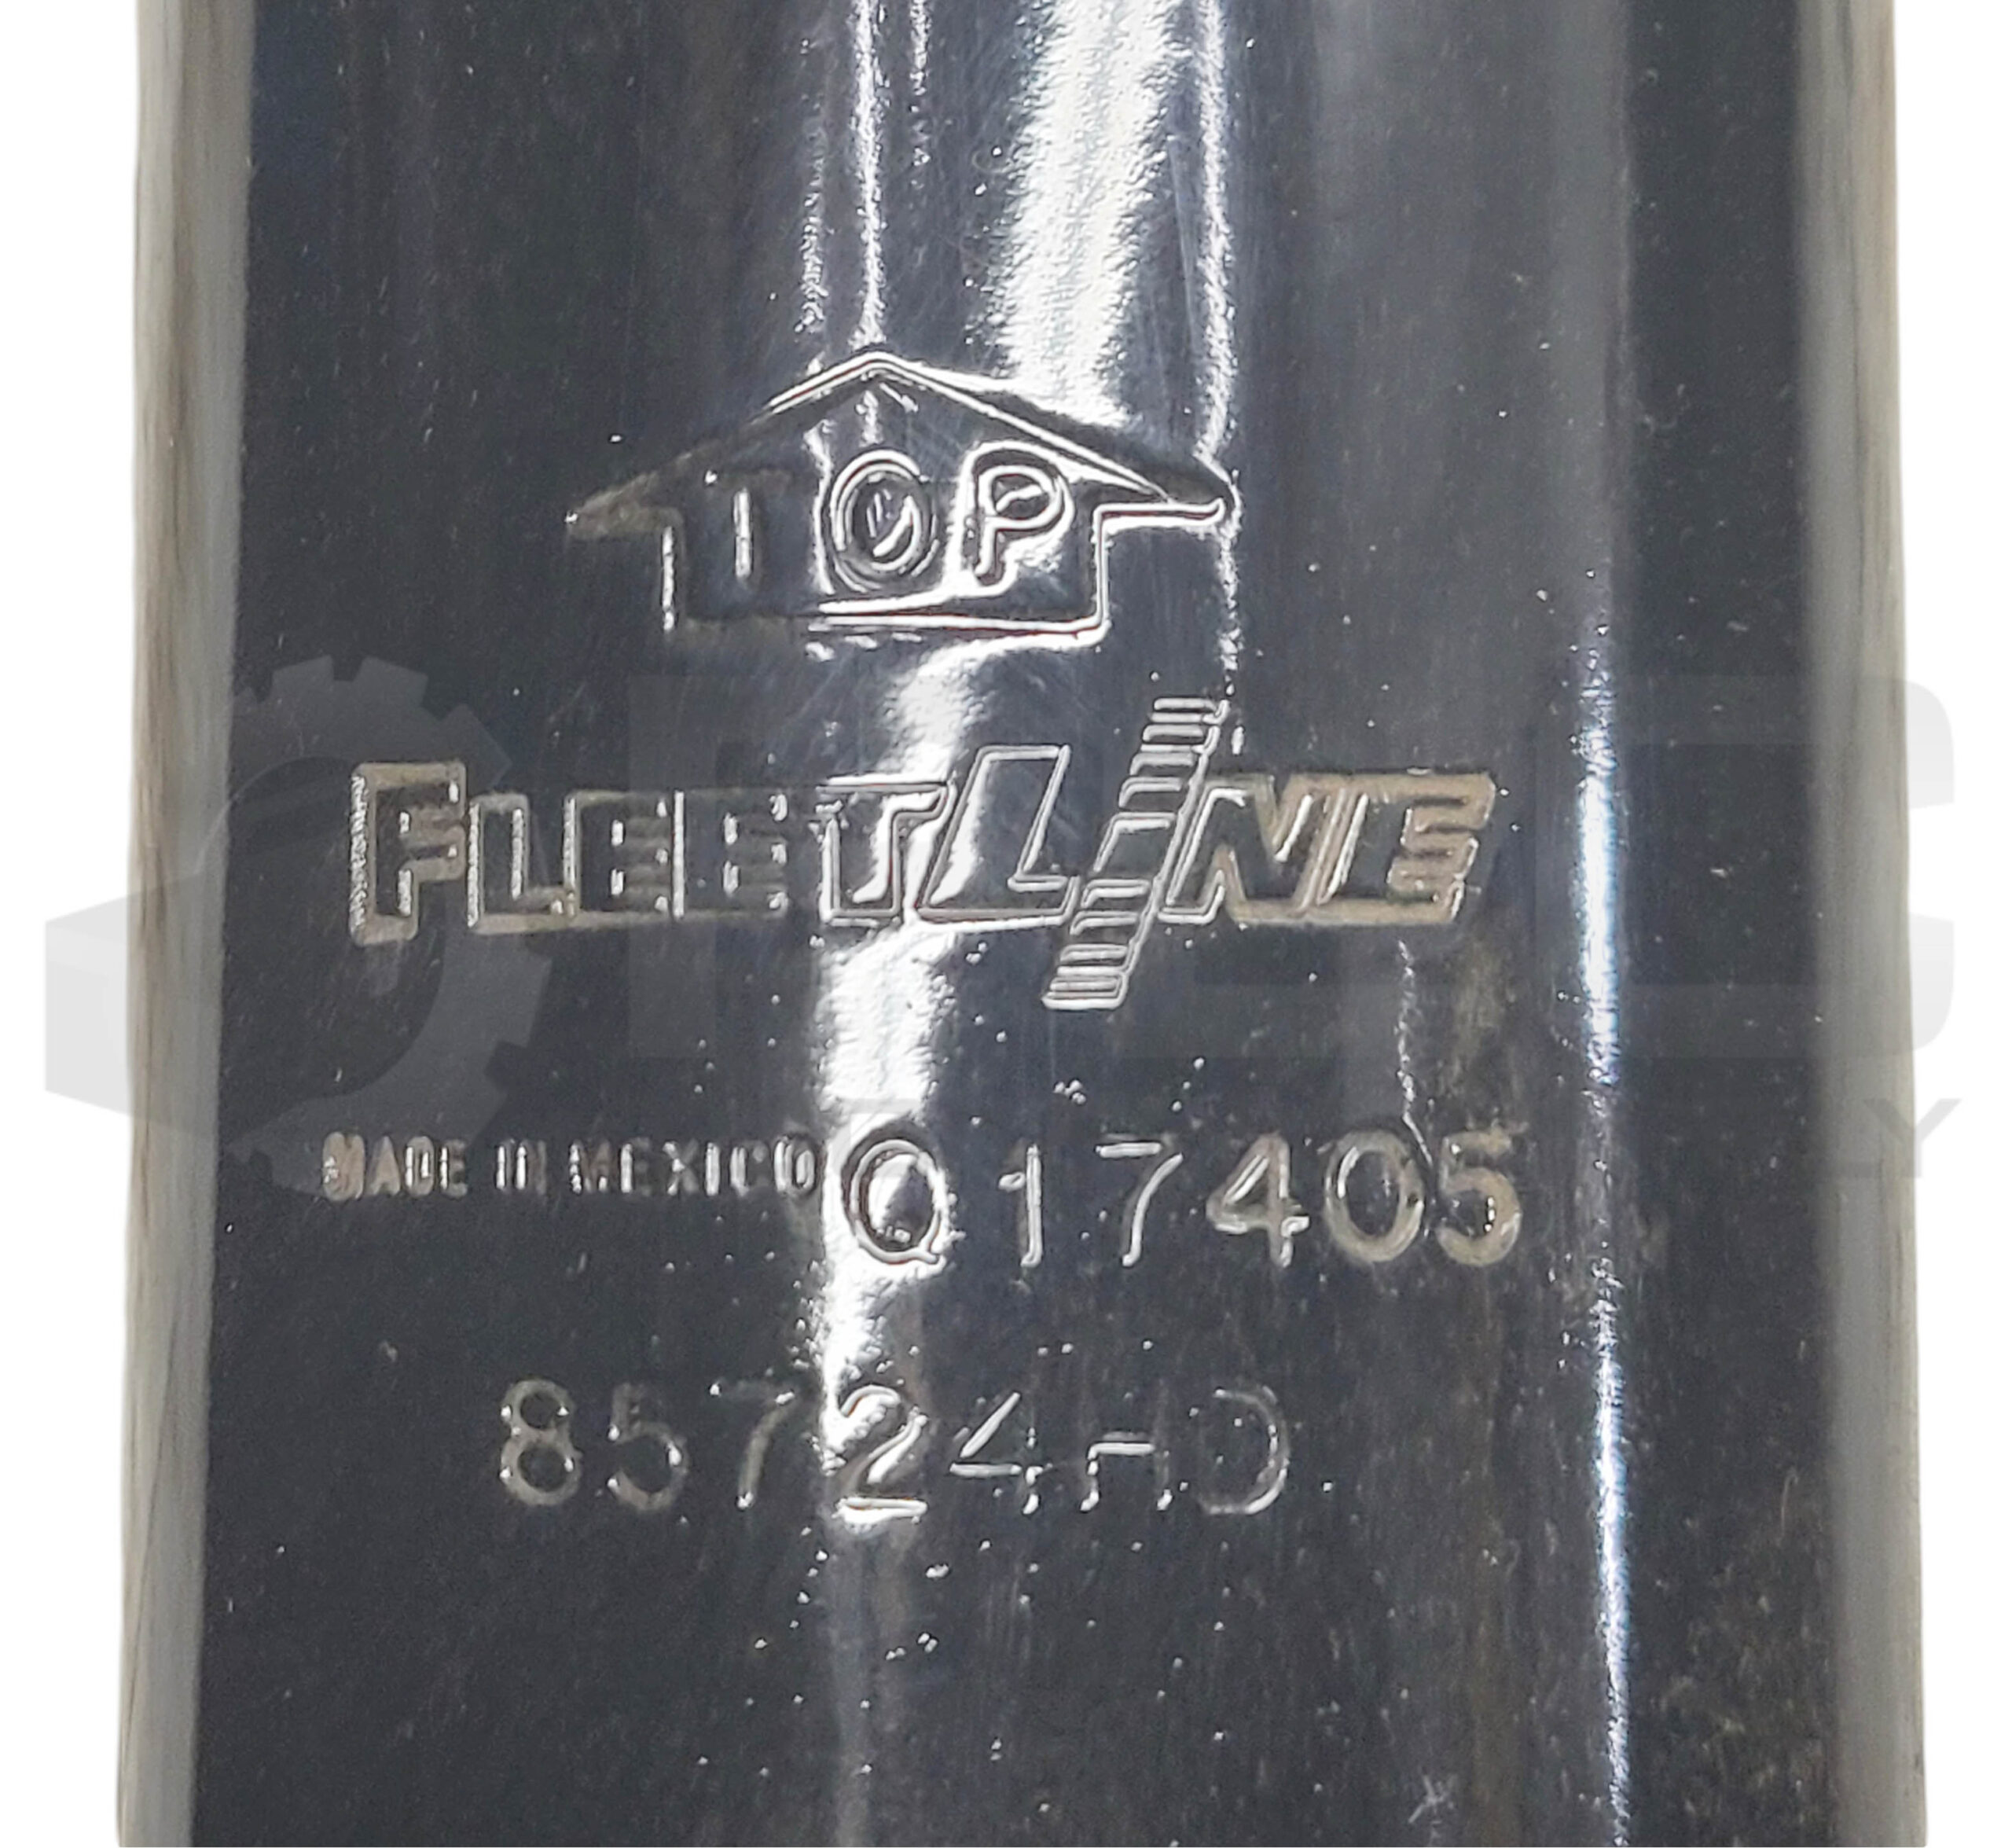 TOP
FLEETLINE
MADE IN MEXICO Q17405
85724HD